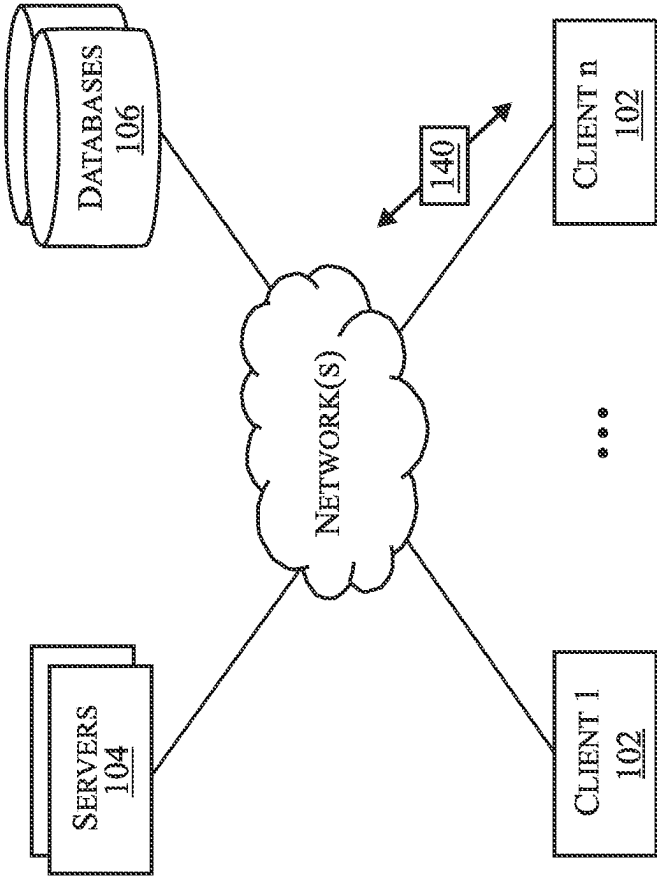 SERVERS
104
DATABASES
106
NETWORK(S)
140
CLIENT 1
102
...
CLIENT n
102